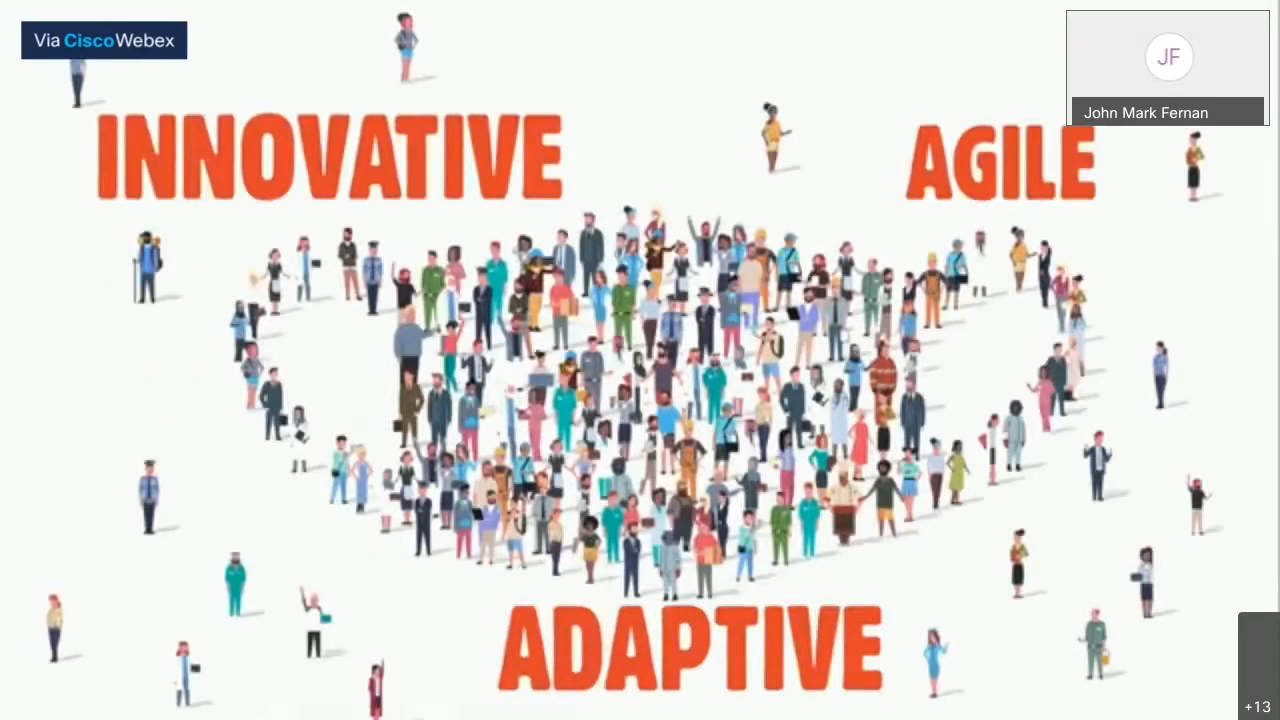 Via CiscoWebex
JF
John Mark Fernan
INNOVATIVE
AGILE
ADAPTIVE
+13